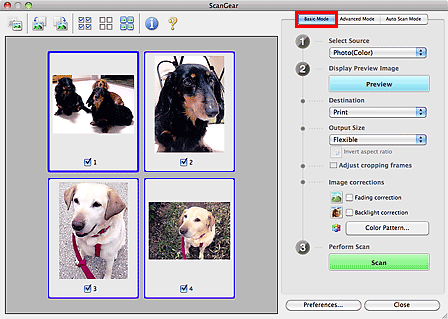 ScanGear
Basic Mode Advanced Mode Auto Scan Mode
1 Select Source
Photo(Color)
2 Display Preview Image
Preview
Destination
Print
Output Size
Flexible
Invert aspect ratio
Adjust cropping frames
Image corrections
Fading correction
Backlight correction
Color Pattern...
3 Perform Scan
Scan
Preferences... Close
1
2
3
4